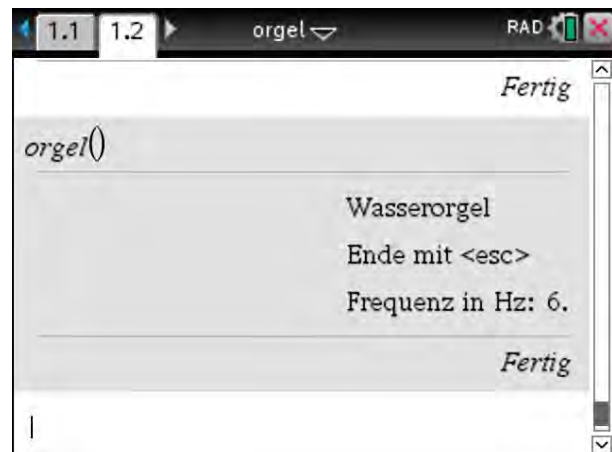 1.1 1.2 orgel RAD
Fertig
orgel()
Wasserorgel
Ende mit <esc>
Frequenz in Hz: 6.
Fertig